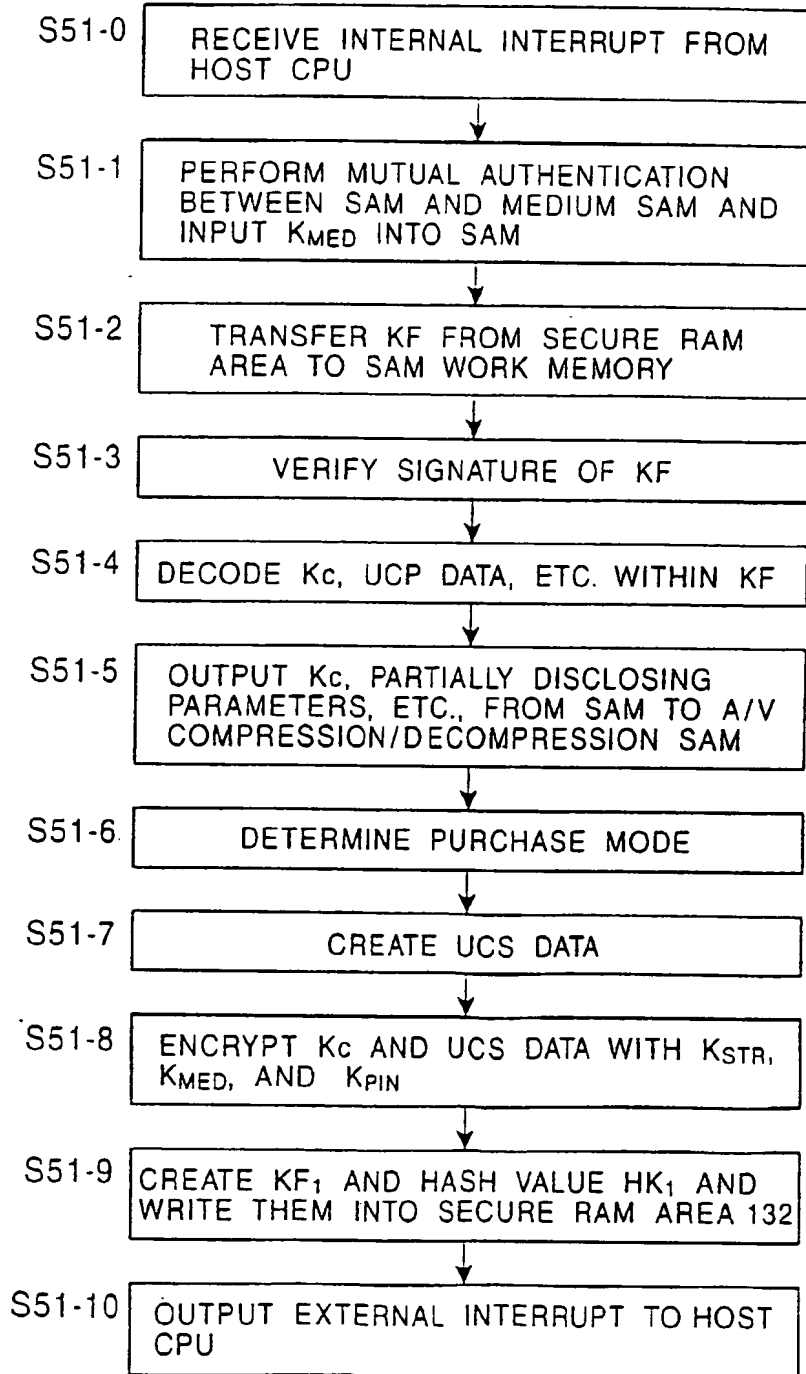 S51-0
RECEIVE INTERNAL INTERRUPT FROM
HOST CPU
S51-1
PERFORM MUTUAL AUTHENTICATION
BETWEEN SAM AND MEDIUM SAM AND
INPUT KMED INTO SAM
S51-2
TRANSFER KF FROM SECURE RAM
AREA TO SAM WORK MEMORY
S51-3
VERIFY SIGNATURE OF KF
S51-4
DECODE Kc, UCP DATA, ETC. WITHIN KF
S51-5
OUTPUT Kc, PARTIALLY DISCLOSING
PARAMETERS, ETC., FROM SAM TO A/V
COMPRESSION/DECOMPRESSION SAM
S51-6
DETERMINE PURCHASE MODE
S51-7
CREATE UCS DATA
S51-8
ENCRYPT Kc AND UCS DATA WITH KSTR,
KMED, AND KPIN
S51-9
CREATE KF1 AND HASH VALUE HK1 AND
WRITE THEM INTO SECURE RAM AREA 132
S51-10
OUTPUT EXTERNAL INTERRUPT TO HOST
CPU